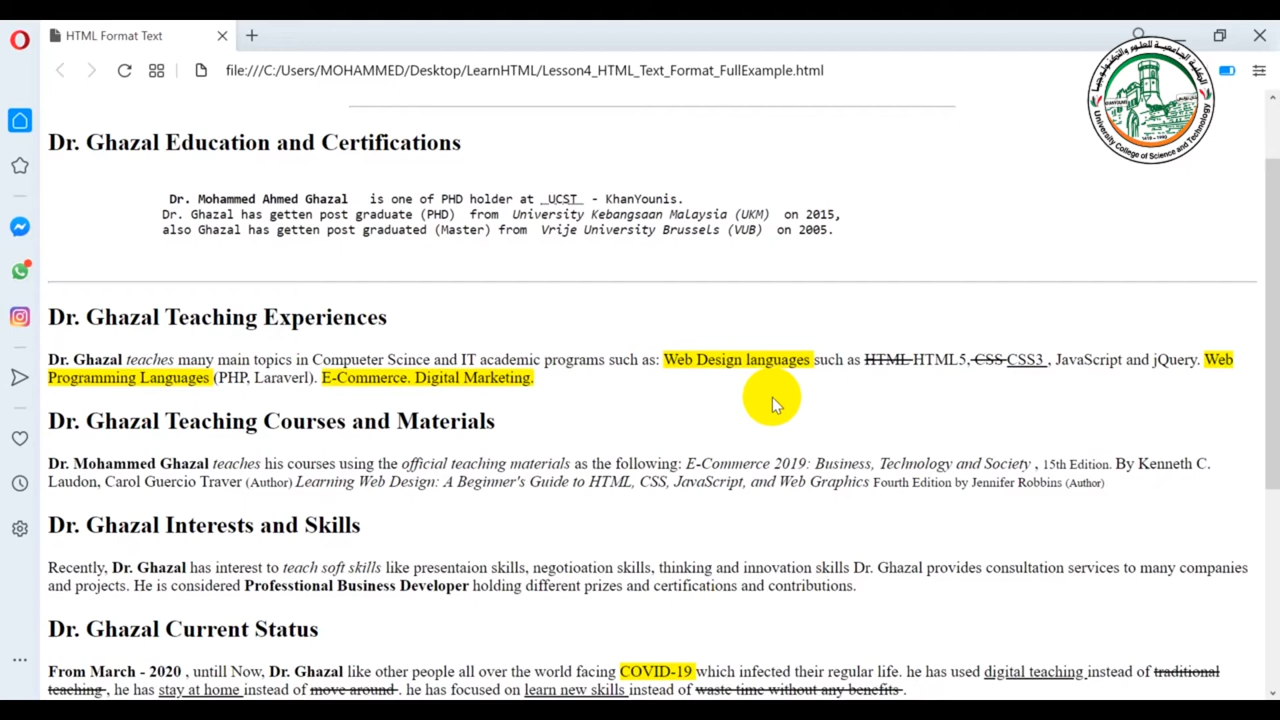 HTML Format Text
file:///C:/Users/MOHAMMED/Desktop/LearnHTML/Lesson4_HTML_Text_Format_FullExample.html
الكلية الجامعية للعلوم والتكنولوجيا
KHANYOUNIS
University College of Science and Technology
Dr. Ghazal Education and Certifications
Dr. Mohammed Ahmed Ghazal is one of PHD holder at _UCST_ - KhanYounis.
Dr. Ghazal has getten post graduate (PHD) from University Kebangsaan Malaysia (UKM) on 2015,
also Ghazal has getten post graduated (Master) from Vrije University Brussels (VUB) on 2005.
Dr. Ghazal Teaching Experiences
Dr. Ghazal teaches many main topics in Compueter Scince and IT academic programs such as: Web Design languages such as HTML HTML5, CSS CSS3 , JavaScript and jQuery. Web
Programming Languages (PHP, Laraverl). E-Commerce. Digital Marketing.
Dr. Ghazal Teaching Courses and Materials
Dr. Mohammed Ghazal teaches his courses using the official teaching materials as the following: E-Commerce 2019: Business, Technology and Society , 15th Edition. By Kenneth C.
Laudon, Carol Guercio Traver (Author) Learning Web Design: A Beginner's Guide to HTML, CSS, JavaScript, and Web Graphics Fourth Edition by Jennifer Robbins (Author)
Dr. Ghazal Interests and Skills
Recently, Dr. Ghazal has interest to teach soft skills like presentaion skills, negotioation skills, thinking and innovation skills Dr. Ghazal provides consultation services to many companies
and projects. He is considered Professtional Business Developer holding different prizes and certifications and contributions.
Dr. Ghazal Current Status
From March - 2020 , untill Now, Dr. Ghazal like other people all over the world facing COVID-19 which infected their regular life. he has used digital teaching instead of traditional
teaching , he has stay at home instead of move around . he has focused on learn new skills instead of waste time without any benefits .